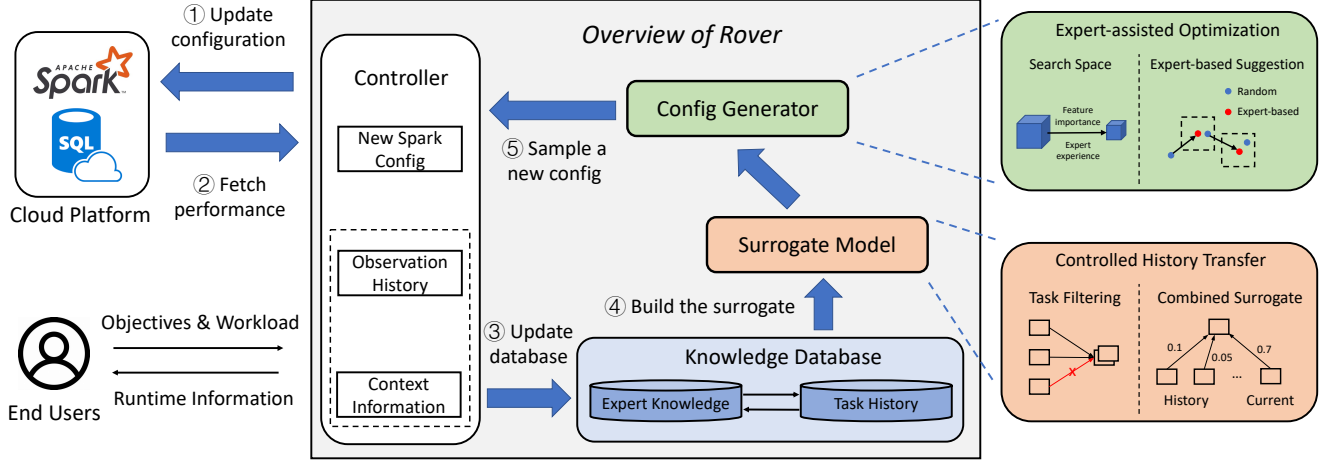 ① Update
configuration
APACHE
Spark
TM
SQL
② Fetch
performance
Cloud Platform
Objectives & Workload
Runtime Information
End Users
Overview of Rover
Controller
New Spark
Config
Observation
History
Context
Information
Config Generator
⑤ Sample a
new config
Surrogate Model
④ Build the surrogate
③ Update
database
Knowledge Database
Expert Knowledge
Task History
Expert-assisted Optimization
Search Space
Feature
importance
Expert
experience
Expert-based Suggestion
Random
Expert-based
Controlled History Transfer
Task Filtering
X
Combined Surrogate
0.1
0.05
0.7
...
History
Current